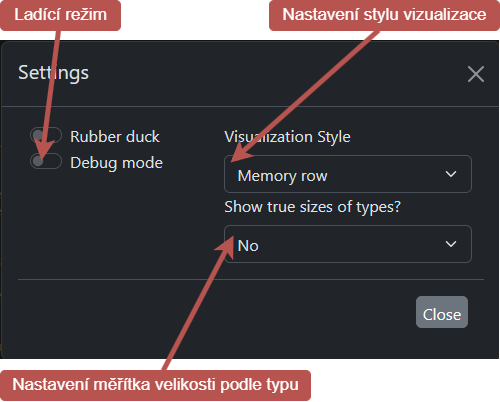 Ladící režim
Nastavení stylu vizualizace
Settings
Rubber duck
Debug mode
Visualization Style
Memory row
Show true sizes of types?
No
Close
Nastavení měřítka velikosti podle typu